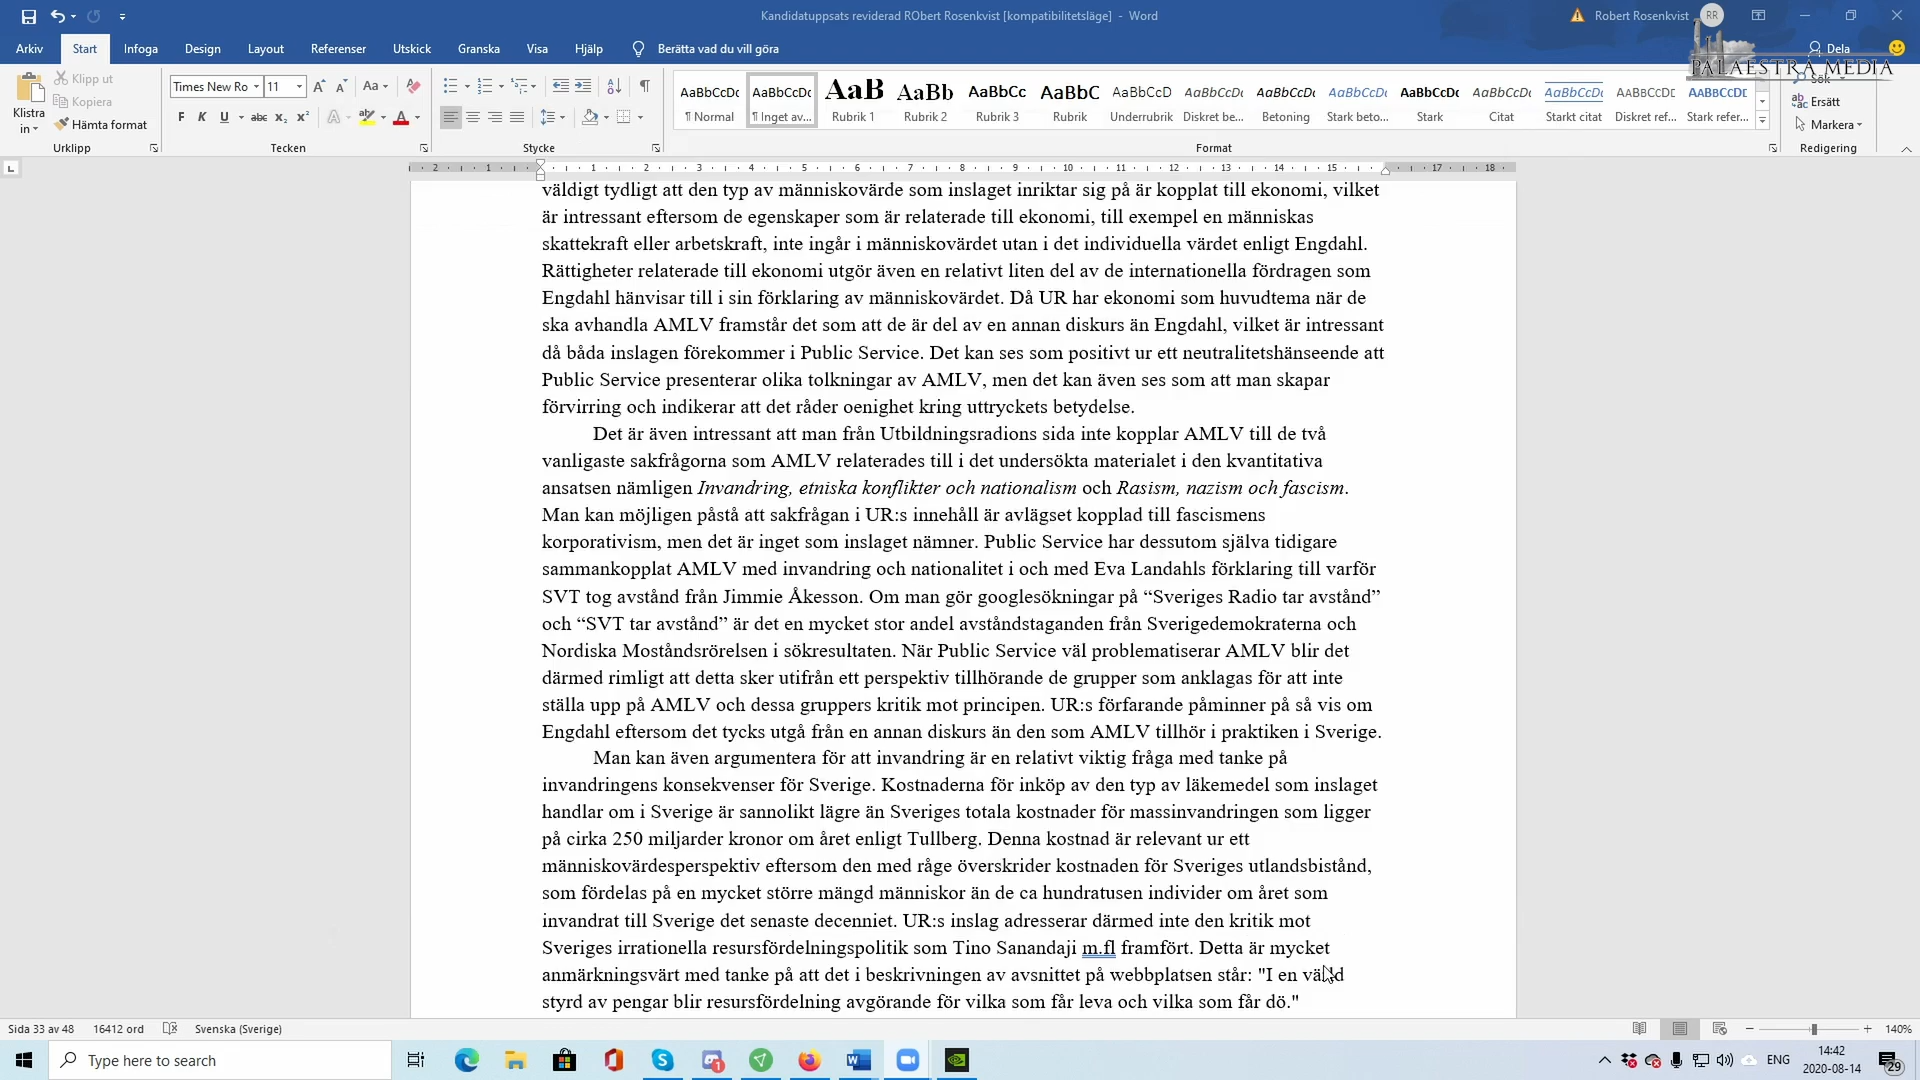 Kandidatuppsats reviderad RObert Rosenkvist [kompatibilitetsläge] - Word
Robert Rosenkvist RR
Arkiv Start Infoga Design Layout Referenser Utskick Granska Visa Hjälp Berätta vad du vill göra Dela
PALAESTRA MEDIA
Klistra in
Klipp ut
Kopiera
Hämta format
Urklipp
Times New Ro 11
Tecken
Stycke
AaBbCcDc AaBbCcDc AaB AaBb AaBbCc AaBbC AaBbCcD AaBbCcDc AaBbCcDc AaBbCcDc AaBbCcDc AaBbCcDc AaBbCcDc AABBCCDE AABBCCDE
¶ Normal ¶ Inget av... Rubrik 1 Rubrik 2 Rubrik 3 Rubrik Underrubrik Diskret be... Betoning Stark beto... Stark Citat Starkt citat Diskret ref... Stark refer...
Format
Sök
Ersätt
Markera
Redigering
2 1 1 2 3 4 5 6 7 8 9 10 11 12 13 14 15 17 18
väldigt tydligt att den typ av människovärde som inslaget inriktar sig på är kopplat till ekonomi, vilket
är intressant eftersom de egenskaper som är relaterade till ekonomi, till exempel en människas
skattekraft eller arbetskraft, inte ingår i människovärdet utan i det individuella värdet enligt Engdahl.
Rättigheter relaterade till ekonomi utgör även en relativt liten del av de internationella fördragen som
Engdahl hänvisar till i sin förklaring av människovärdet. Då UR har ekonomi som huvudtema när de
ska avhandla AMLV framstår det som att de är del av en annan diskurs än Engdahl, vilket är intressant
då båda inslagen förekommer i Public Service. Det kan ses som positivt ur ett neutralitetshänseende att
Public Service presenterar olika tolkningar av AMLV, men det kan även ses som att man skapar
förvirring och indikerar att det råder oenighet kring uttryckets betydelse.
Det är även intressant att man från Utbildningsradions sida inte kopplar AMLV till de två
vanligaste sakfrågorna som AMLV relaterades till i det undersökta materialet i den kvantitativa
ansatsen nämligen Invandring, etniska konflikter och nationalism och Rasism, nazism och fascism.
Man kan möjligen påstå att sakfrågan i UR:s innehåll är avlägset kopplad till fascismens
korporativism, men det är inget som inslaget nämner. Public Service har dessutom själva tidigare
sammankopplat AMLV med invandring och nationalitet i och med Eva Landahls förklaring till varför
SVT tog avstånd från Jimmie Åkesson. Om man gör googlesökningar på “Sveriges Radio tar avstånd”
och “SVT tar avstånd” är det en mycket stor andel avståndstaganden från Sverigedemokraterna och
Nordiska Moståndsrörelsen i sökresultaten. När Public Service väl problematiserar AMLV blir det
därmed rimligt att detta sker utifrån ett perspektiv tillhörande de grupper som anklagas för att inte
ställa upp på AMLV och dessa gruppers kritik mot principen. UR:s förfarande påminner på så vis om
Engdahl eftersom det tycks utgå från en annan diskurs än den som AMLV tillhör i praktiken i Sverige.
Man kan även argumentera för att invandring är en relativt viktig fråga med tanke på
invandringens konsekvenser för Sverige. Kostnaderna för inköp av den typ av läkemedel som inslaget
handlar om i Sverige är sannolikt lägre än Sveriges totala kostnader för massinvandringen som ligger
på cirka 250 miljarder kronor om året enligt Tullberg. Denna kostnad är relevant ur ett
människovärdesperspektiv eftersom den med råge överskrider kostnaden för Sveriges utlandsbistånd,
som fördelas på en mycket större mängd människor än de ca hundratusen individer om året som
invandrat till Sverige det senaste decenniet. UR:s inslag adresserar därmed inte den kritik mot
Sveriges irrationella resursfördelningspolitik som Tino Sanandaji m.fl framfört. Detta är mycket
anmärkningsvärt med tanke på att det i beskrivningen av avsnittet på webbplatsen står: "I en värld
styrd av pengar blir resursfördelning avgörande för vilka som får leva och vilka som får dö."
Sida 33 av 48 16412 ord Svenska (Sverige) 140%
Type here to search
ENG 14:42
2020-08-14
29